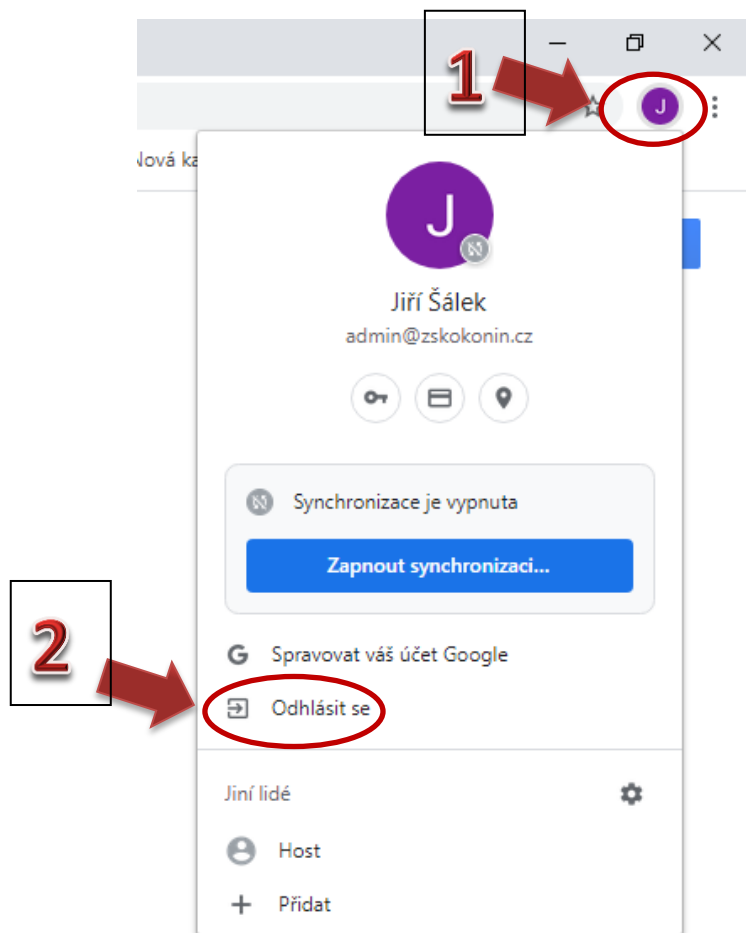 1
J
Nová ka
J
Jiří Šálek
admin@zskokonin.cz
Synchronizace je vypnuta
Zapnout synchronizaci...
2
G Spravovat váš účet Google
Odhlásit se
Jiní lidé
Host
Přidat